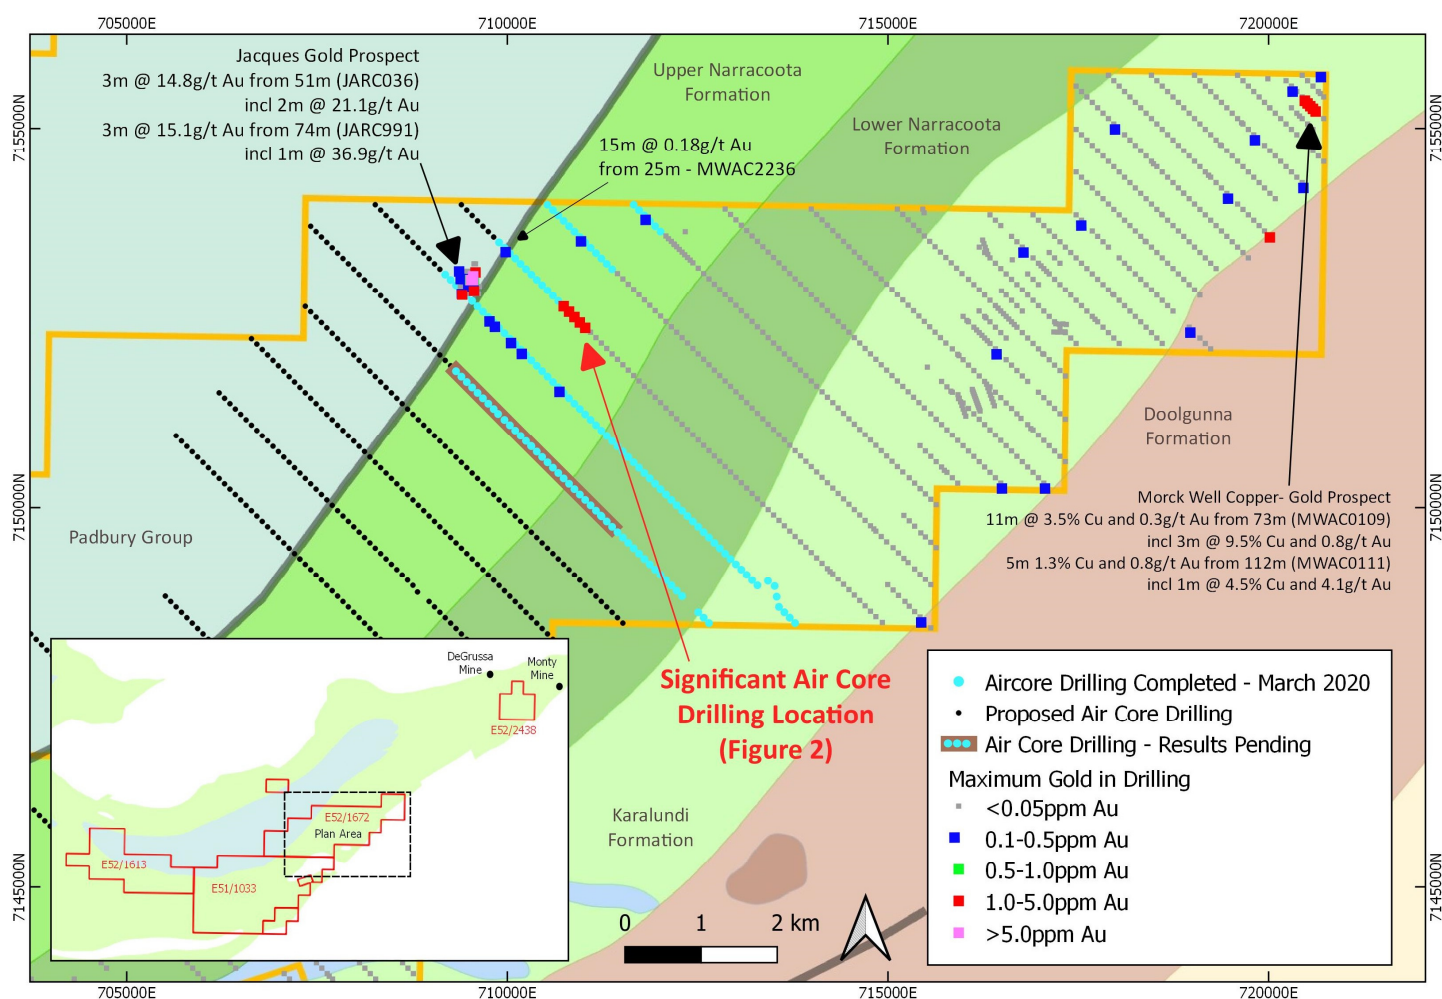 705000E
710000E
715000E
720000E
7155000N
7150000N
7145000N
7155000N
7150000N
7145000N
Jacques Gold Prospect
3m @ 14.8g/t Au from 51m (JARC036)
incl 2m @ 21.1g/t Au
3m @ 15.1g/t Au from 74m (JARC991)
incl 1m @ 36.9g/t Au
15m @ 0.18g/t Au
from 25m - MWAC2236
Upper Narracoota
Formation
Lower Narracoota
Formation
Doolgunna
Formation
Padbury Group
Morck Well Copper- Gold Prospect
11m @ 3.5% Cu and 0.3g/t Au from 73m (MWAC0109)
incl 3m @ 9.5% Cu and 0.8g/t Au
5m 1.3% Cu and 0.8g/t Au from 112m (MWAC0111)
incl 1m @ 4.5% Cu and 4.1g/t Au
Significant Air Core
Drilling Location
(Figure 2)
Karalundi
Formation
DeGrussa
Mine
Monty
Mine
E52/2438
E52/1672
Plan Area
E52/1613
E51/1033
0 1 2 km
Aircore Drilling Completed - March 2020
Proposed Air Core Drilling
Air Core Drilling - Results Pending
Maximum Gold in Drilling
<0.05ppm Au
0.1-0.5ppm Au
0.5-1.0ppm Au
1.0-5.0ppm Au
>5.0ppm Au
705000E
710000E
715000E
720000E